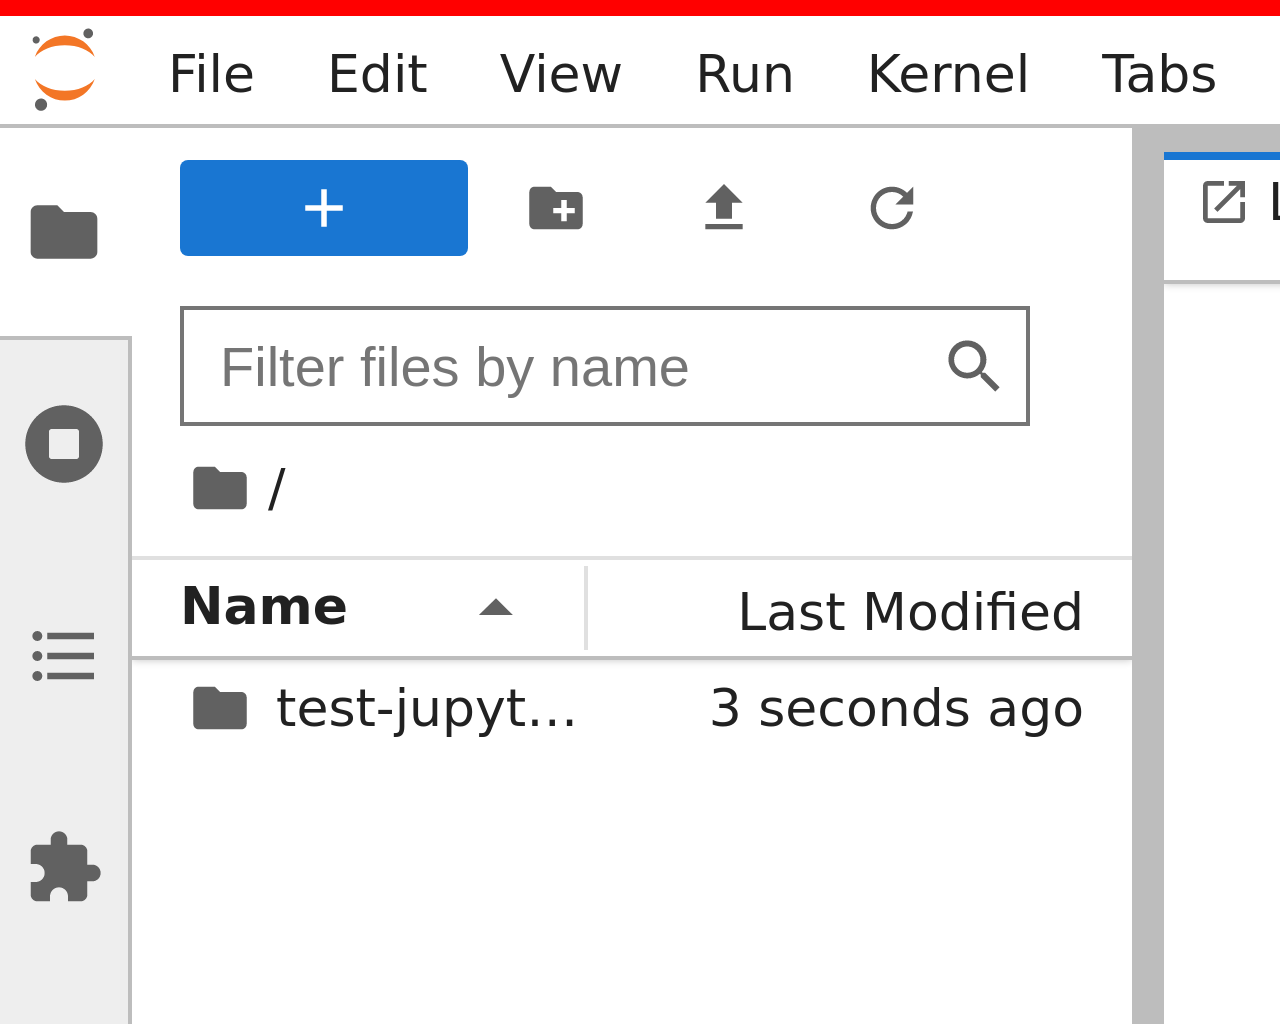 File Edit View Run Kernel Tabs
Filter files by name
/
Name Last Modified
test-jupyt... 3 seconds ago